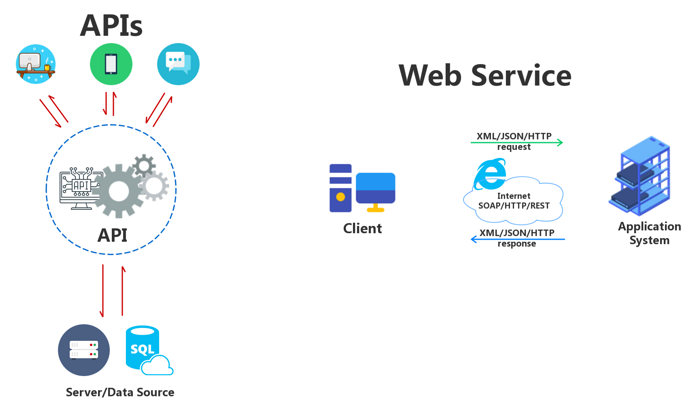 APIs
API
API
SQL
Server/Data Source
Web Service
Client
XML/JSON/HTTP
request
Internet
SOAP/HTTP/REST
XML/JSON/HTTP
response
Application
System